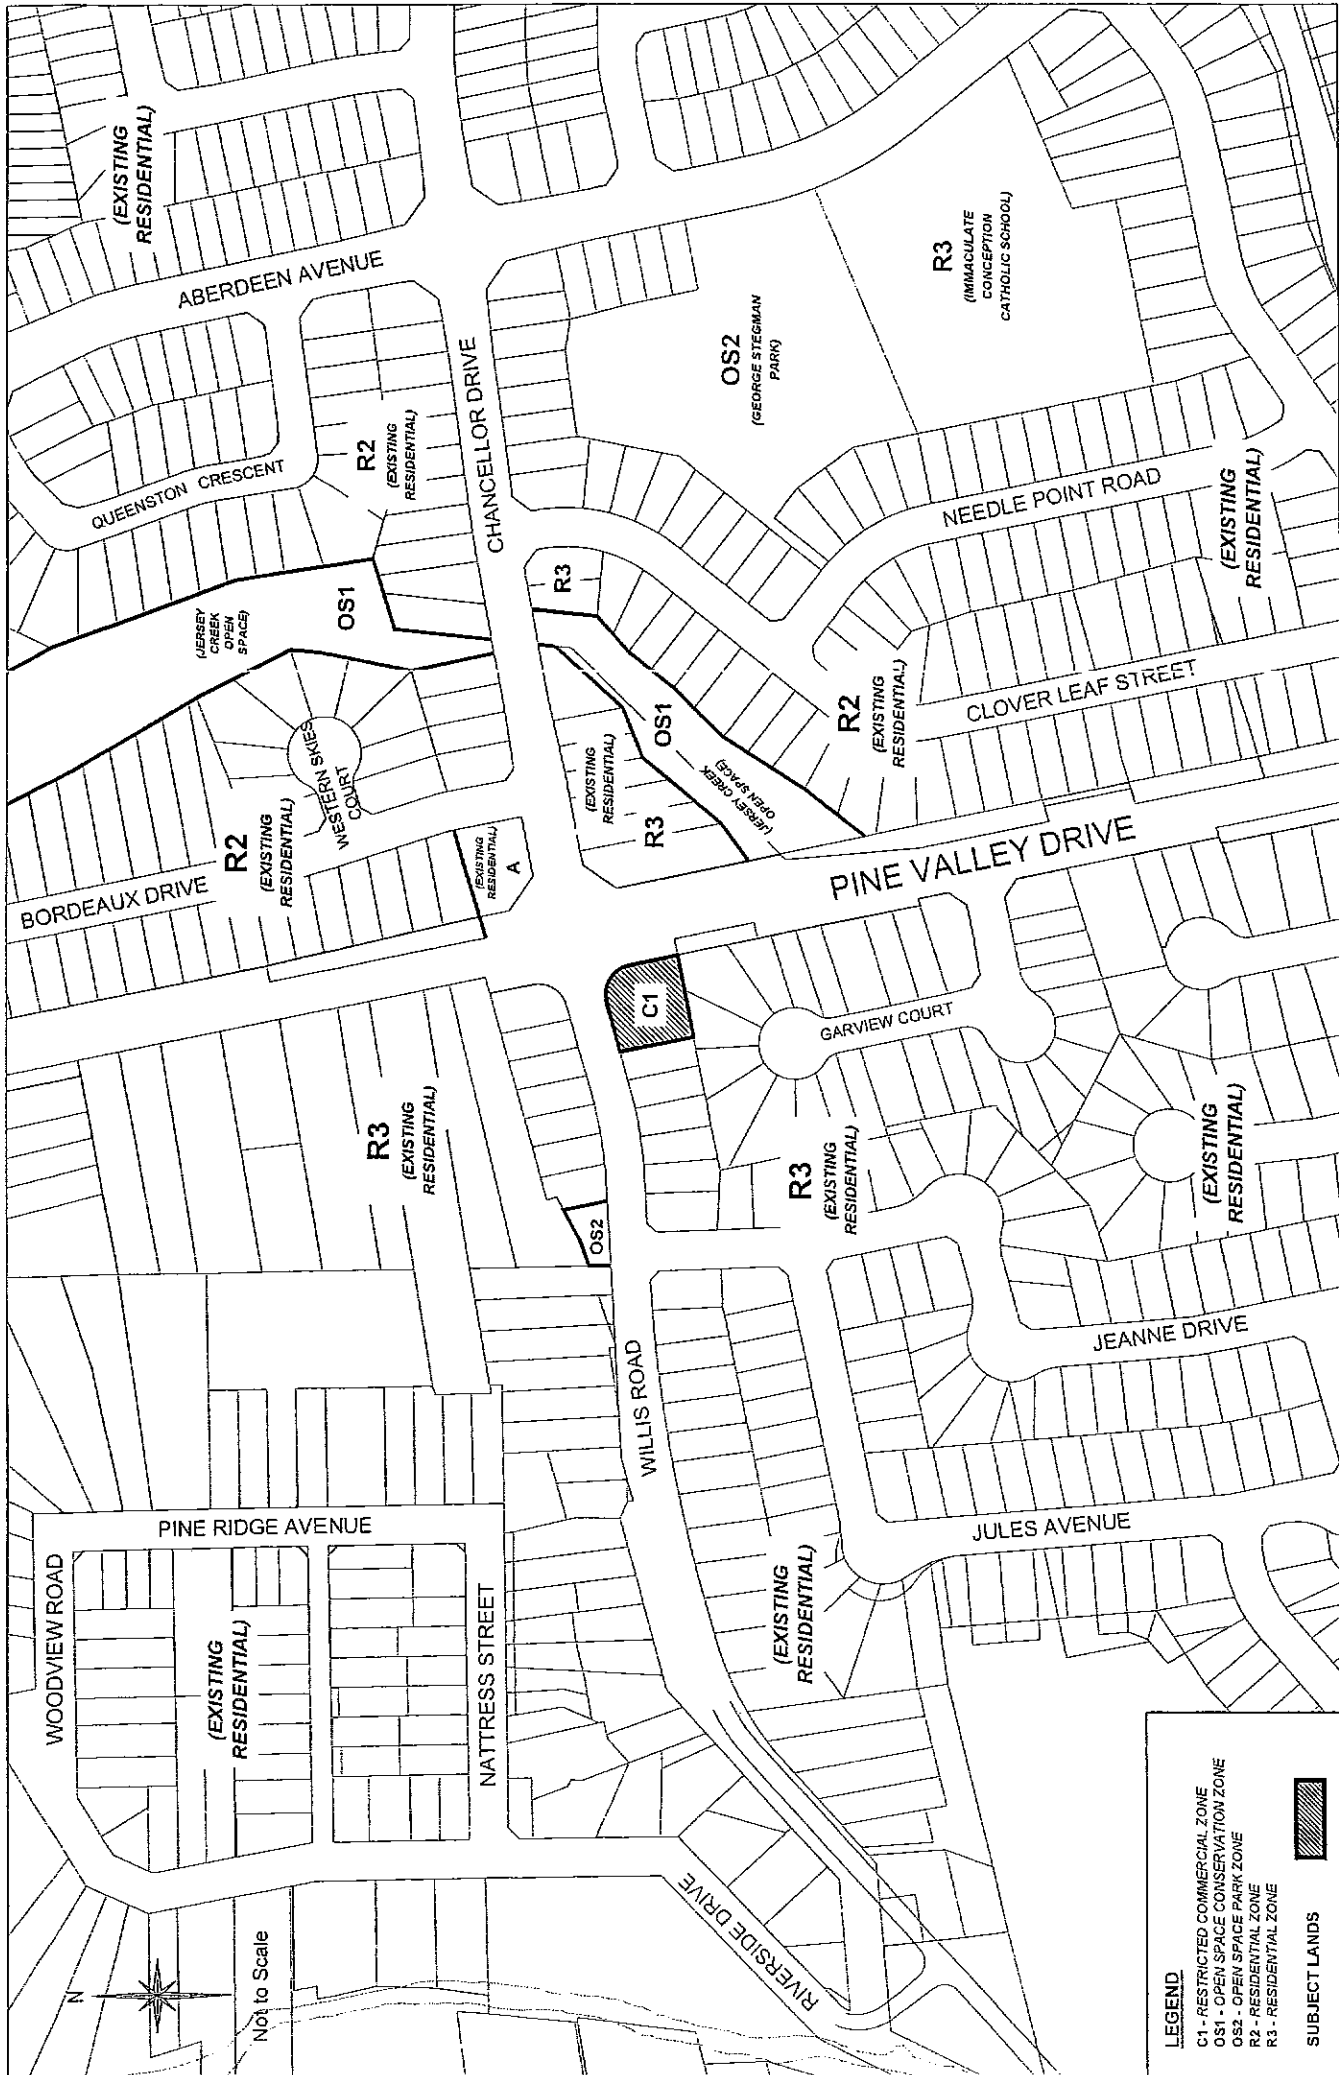 (EXISTING
RESIDENTIAL)
ABERDEEN AVENUE
QUEENSTON CRESCENT
R2
(EXISTING
RESIDENTIAL)
CHANCELLOR DRIVE
(JERSEY
CREEK
OPEN
SPACE)
OS1
R3
(IMMACULATE
CONCEPTION
CATHOLIC SCHOOL)
OS2
(GEORGE STEGMAN
PARK)
NEEDLE POINT ROAD
(EXISTING
RESIDENTIAL)
R3
CLOVER LEAF STREET
R2
(EXISTING
RESIDENTIAL)
OS1
(JERSEY CREEK
OPEN SPACE)
(EXISTING
RESIDENTIAL)
R3
WESTERN SKIES
COURT
R2
(EXISTING
RESIDENTIAL)
BORDEAUX DRIVE
(EXISTING
RESIDENTIAL)
A
PINE VALLEY DRIVE
C1
GARVIEW COURT
R3
(EXISTING
RESIDENTIAL)
R3
(EXISTING
RESIDENTIAL)
(EXISTING
RESIDENTIAL)
OS2
WILLIS ROAD
JEANNE DRIVE
JULES AVENUE
PINE RIDGE AVENUE
WOODVIEW ROAD
(EXISTING
RESIDENTIAL)
NATTRESS STREET
(EXISTING
RESIDENTIAL)
RIVERSIDE DRIVE
N
Not to Scale
LEGEND
C1 - RESTRICTED COMMERCIAL ZONE
OS1 - OPEN SPACE CONSERVATION ZONE
OS2 - OPEN SPACE PARK ZONE
R2 - RESIDENTIAL ZONE
R3 - RESIDENTIAL ZONE
SUBJECT LANDS